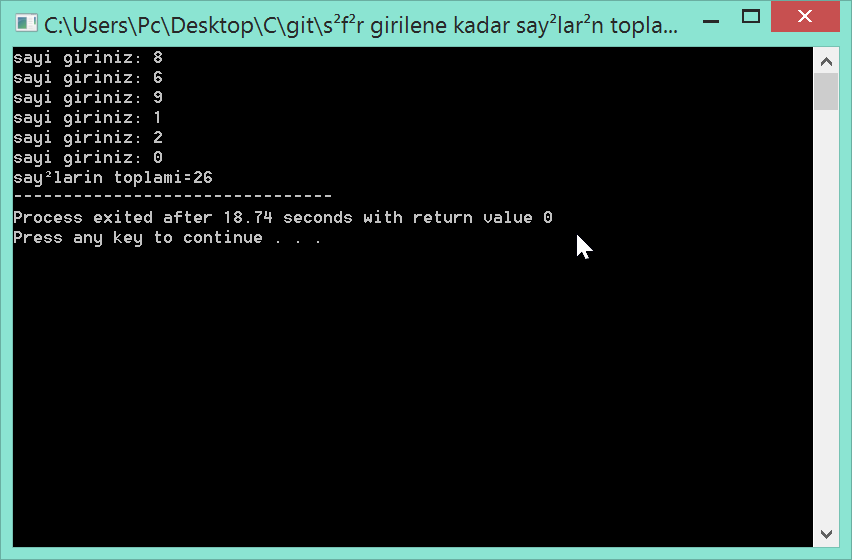 C:\Users\Pc\Desktop\C\git\s²f²r girilene kadar say²lar²n topla...
sayi giriniz: 8
sayi giriniz: 6
sayi giriniz: 9
sayi giriniz: 1
sayi giriniz: 2
sayi giriniz: 0
say²larin toplami=26
--------------------------------
Process exited after 18.74 seconds with return value 0
Press any key to continue . . .